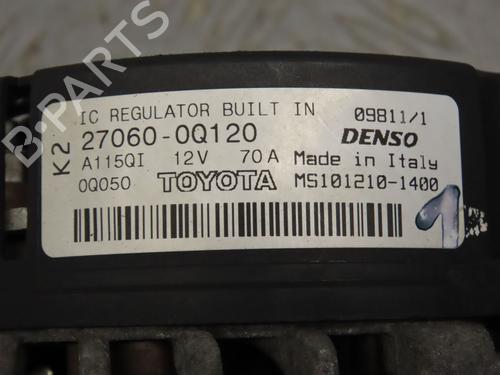 IC REGULATOR BUILT IN 09811/1
K2 27060-0Q120 DENSO
A115QI 12V 70A Made in Italy
0Q050 TOYOTA MS101210-1400
1